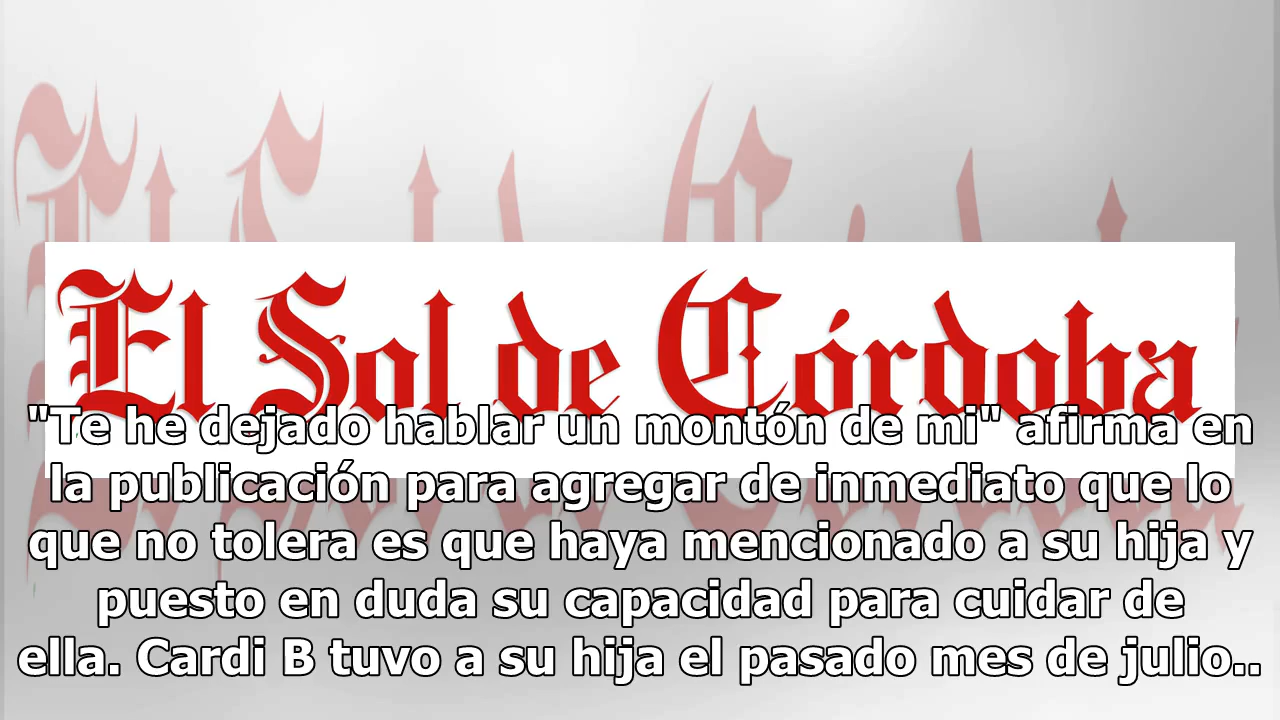 El Sol de Córdoba
"Te he dejado hablar un montón de mi" afirma en
la publicación para agregar de inmediato que lo
que no tolera es que haya mencionado a su hija y
puesto en duda su capacidad para cuidar de
ella. Cardi B tuvo a su hija el pasado mes de julio..